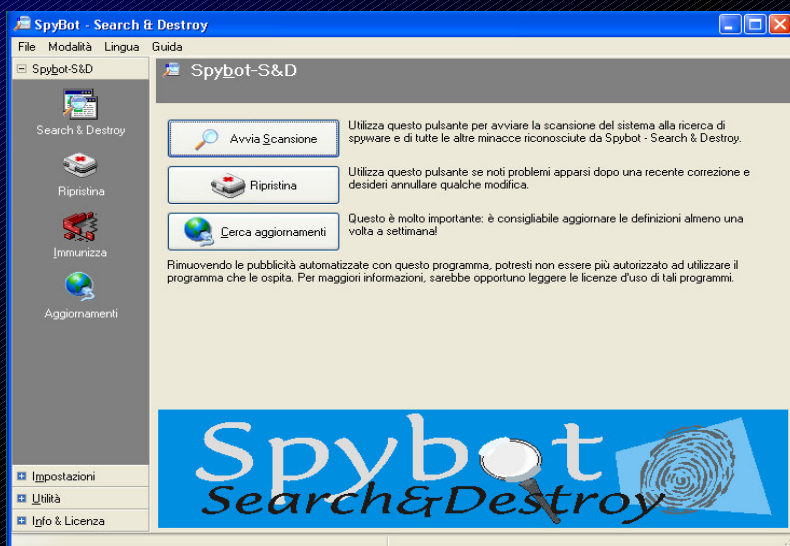 SpyBot - Search & Destroy
File Modalità Lingua Guida
Spybot-S&D
Search & Destroy
Ripristina
Immunizza
Aggiornamenti
Impostazioni
Utilità
Info & Licenza
Spybot-S&D
Avvia Scansione
Utilizza questo pulsante per avviare la scansione del sistema alla ricerca di
spyware e di tutte le altre minacce riconosciute da Spybot - Search & Destroy.
Ripristina
Utilizza questo pulsante se noti problemi apparsi dopo una recente correzione e
desideri annullare qualche modifica.
Cerca aggiornamenti
Questo è molto importante: è consigliabile aggiornare le definizioni almeno una
volta a settimana!
Rimuovendo le pubblicità automatizzate con questo programma, potresti non essere più autorizzato ad utilizzare il
programma che le ospita. Per maggiori informazioni, sarebbe opportuno leggere le licenze d'uso di tali programmi.
Spybot
Search&Destroy